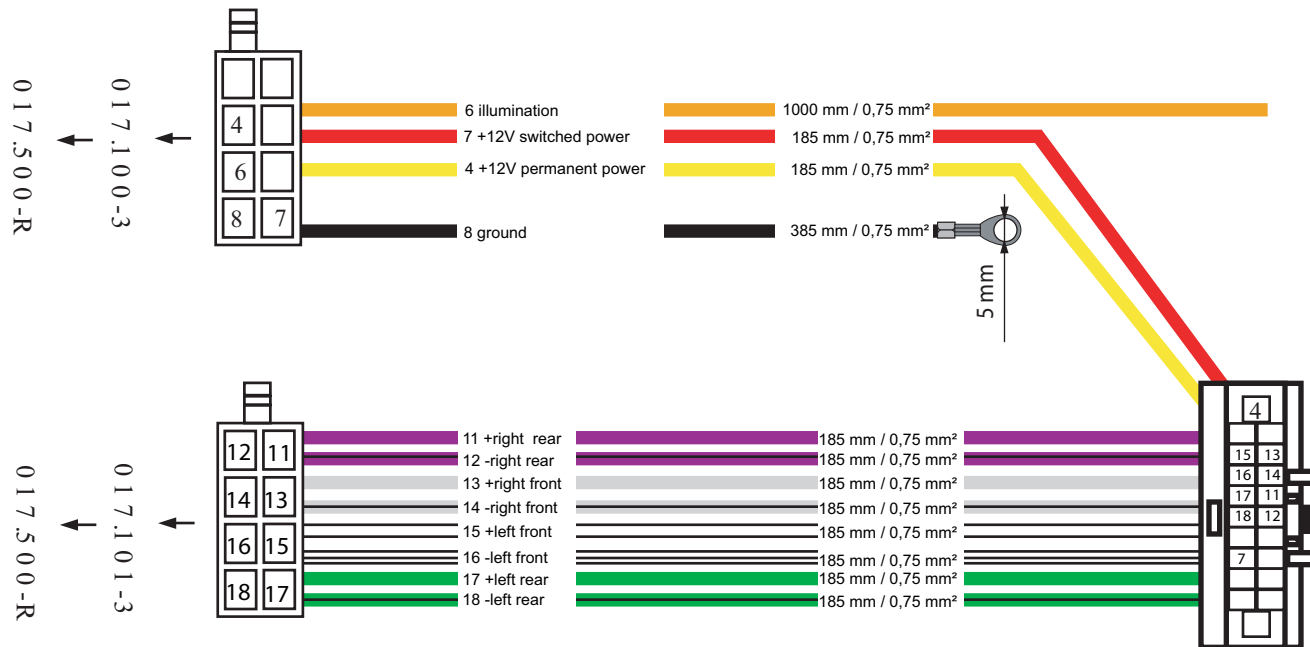 017.500-R
017.100-3
4
6
8 7
6 illumination
1000 mm / 0,75 mm²
7 +12V switched power
185 mm / 0,75 mm²
4 +12V permanent power
185 mm / 0,75 mm²
8 ground
385 mm / 0,75 mm²
5 mm
017.500-R
017.101-3
12 11
14 13
16 15
18 17
11 +right rear
185 mm / 0,75 mm²
12 -right rear
185 mm / 0,75 mm²
13 +right front
185 mm / 0,75 mm²
14 -right front
185 mm / 0,75 mm²
15 +left front
185 mm / 0,75 mm²
16 -left front
185 mm / 0,75 mm²
17 +left rear
185 mm / 0,75 mm²
18 -left rear
185 mm / 0,75 mm²
4
15 13
16 14
17 11
18 12
7